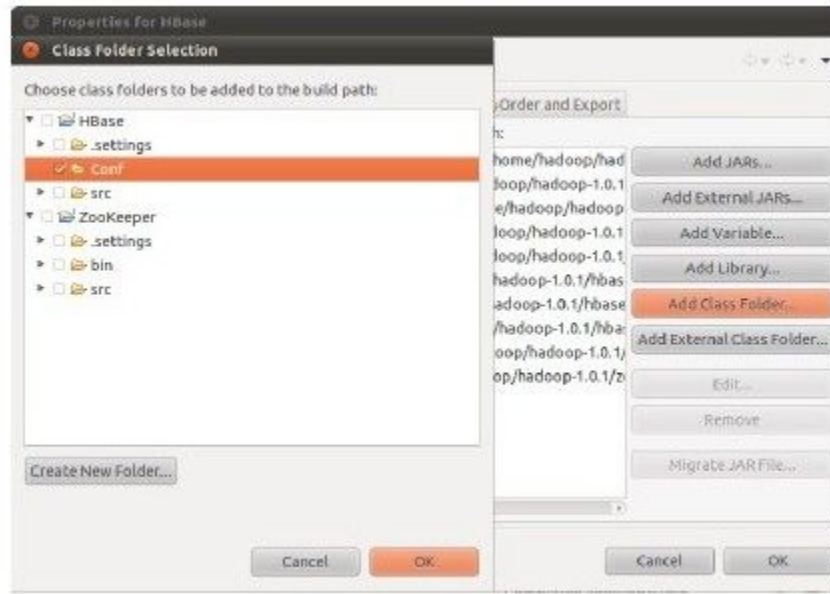 Properties for HBase
Class Folder Selection
Choose class folders to be added to the build path:
HBase
.settings
Conf
src
ZooKeeper
.settings
bin
src
Create New Folder...
Cancel
OK
Order and Export
h:
home/hadoop/had
loop/hadoop-1.0.1
e/hadoop/hadoop
loop/hadoop-1.0.1
loop/hadoop-1.0.1
hadoop-1.0.1/hbas
adoop-1.0.1/hbase
/hadoop-1.0.1/hba
oop/hadoop-1.0.1/
op/hadoop-1.0.1/z
Add JARs...
Add External JARs...
Add Variable...
Add Library...
Add Class Folder...
Add External Class Folder...
Edit...
Remove
Migrate JAR File...
Cancel
OK